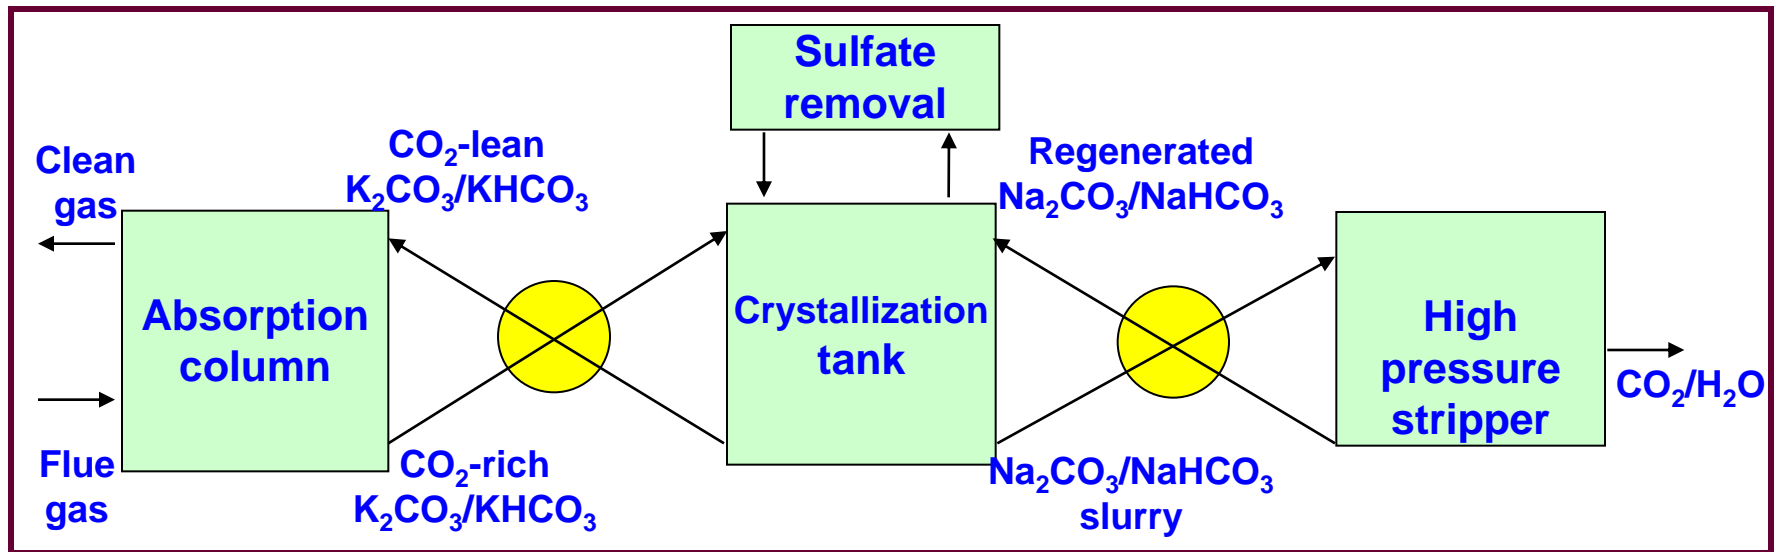 Sulfate
removal
CO₂-lean
K₂CO₃/KHCO₃
Regenerated
Na₂CO₃/NaHCO₃
Clean
gas
Absorption
column
Crystallization
tank
High
pressure
stripper
CO₂/H₂O
Flue
gas
CO₂-rich
K₂CO₃/KHCO₃
Na₂CO₃/NaHCO₃
slurry